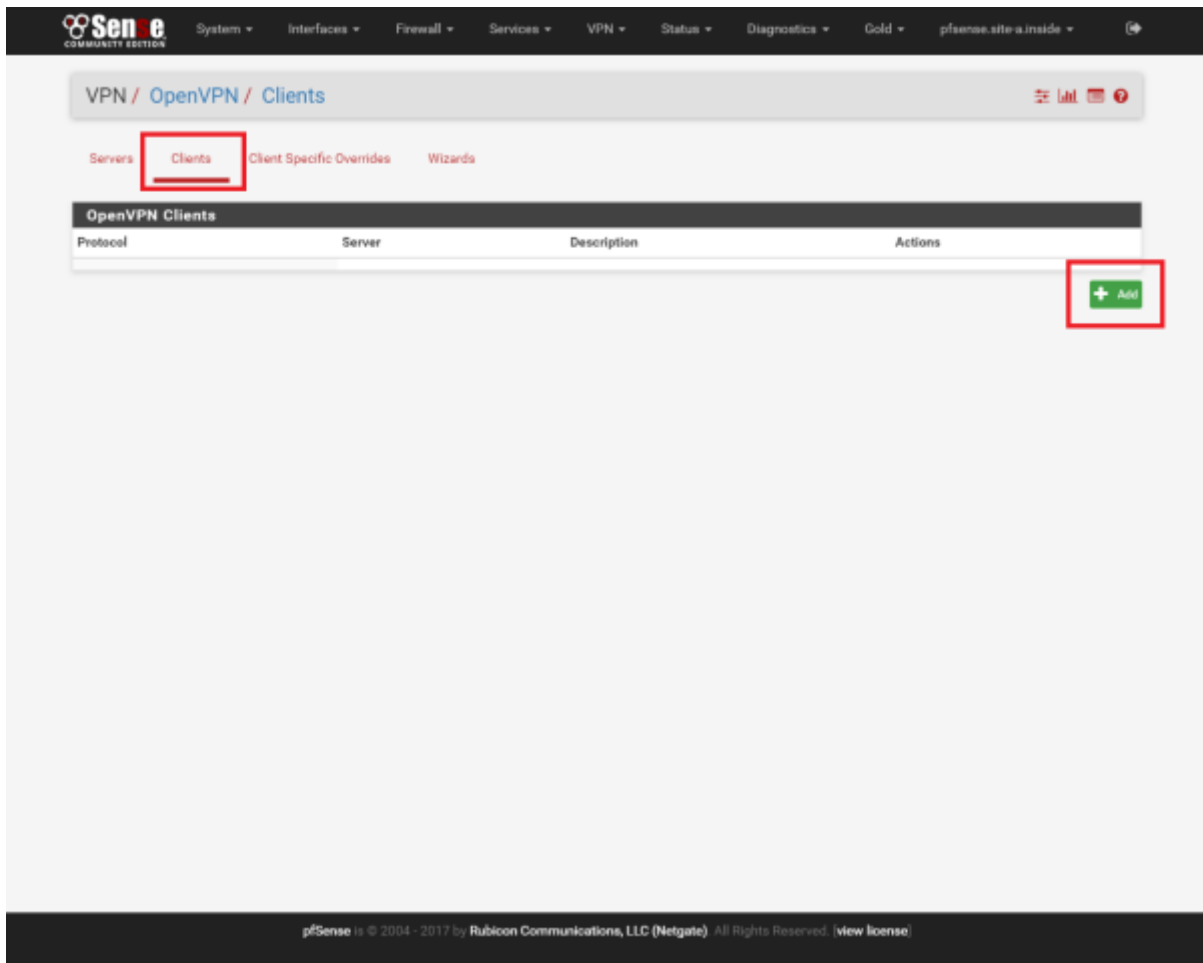 Sense
COMMUNITY EDITION
System Interfaces Firewall Services VPN Status Diagnostics Gold pfsense.site-a.inside
VPN / OpenVPN / Clients
Servers Clients Client Specific Overrides Wizards
OpenVPN Clients
Protocol Server Description Actions
+ Add
pfSense is © 2004 - 2017 by Rubicon Communications, LLC (Netgate). All Rights Reserved. [view license]